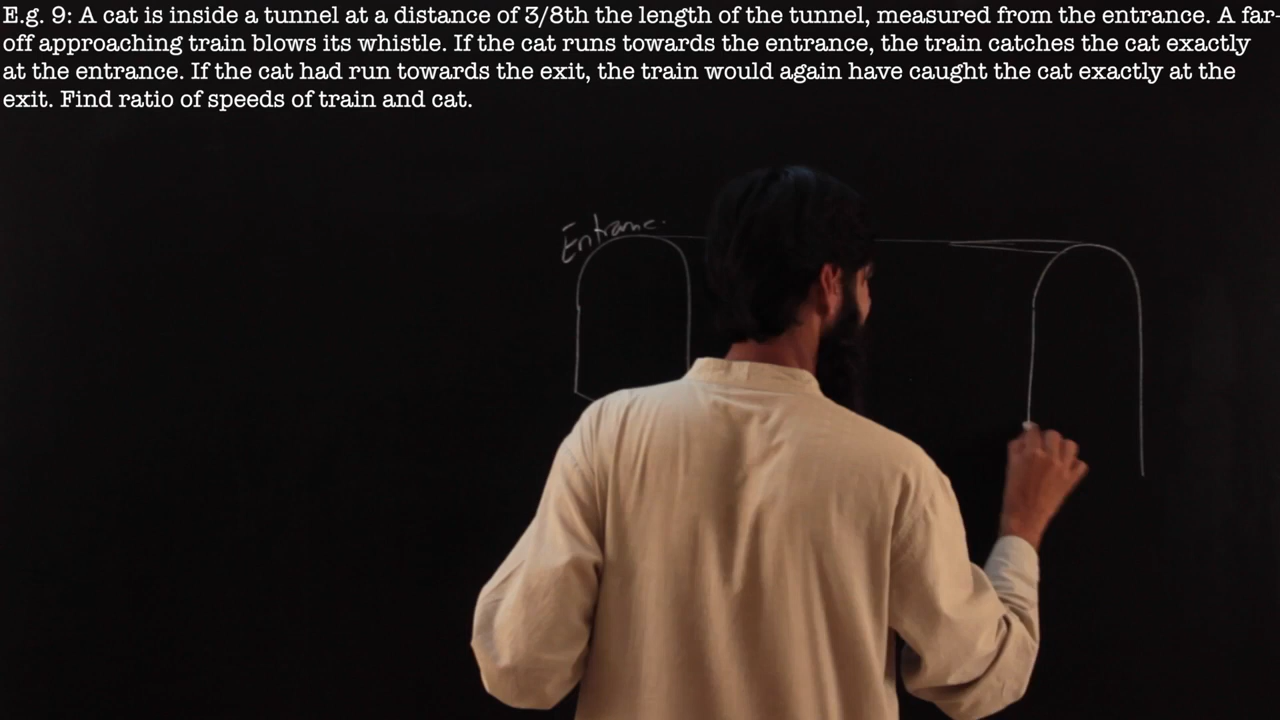 E.g. 9: A cat is inside a tunnel at a distance of 3/8th the length of the tunnel, measured from the entrance. A far-
off approaching train blows its whistle. If the cat runs towards the entrance, the train catches the cat exactly
at the entrance. If the cat had run towards the exit, the train would again have caught the cat exactly at the
exit. Find ratio of speeds of train and cat.
Entrance